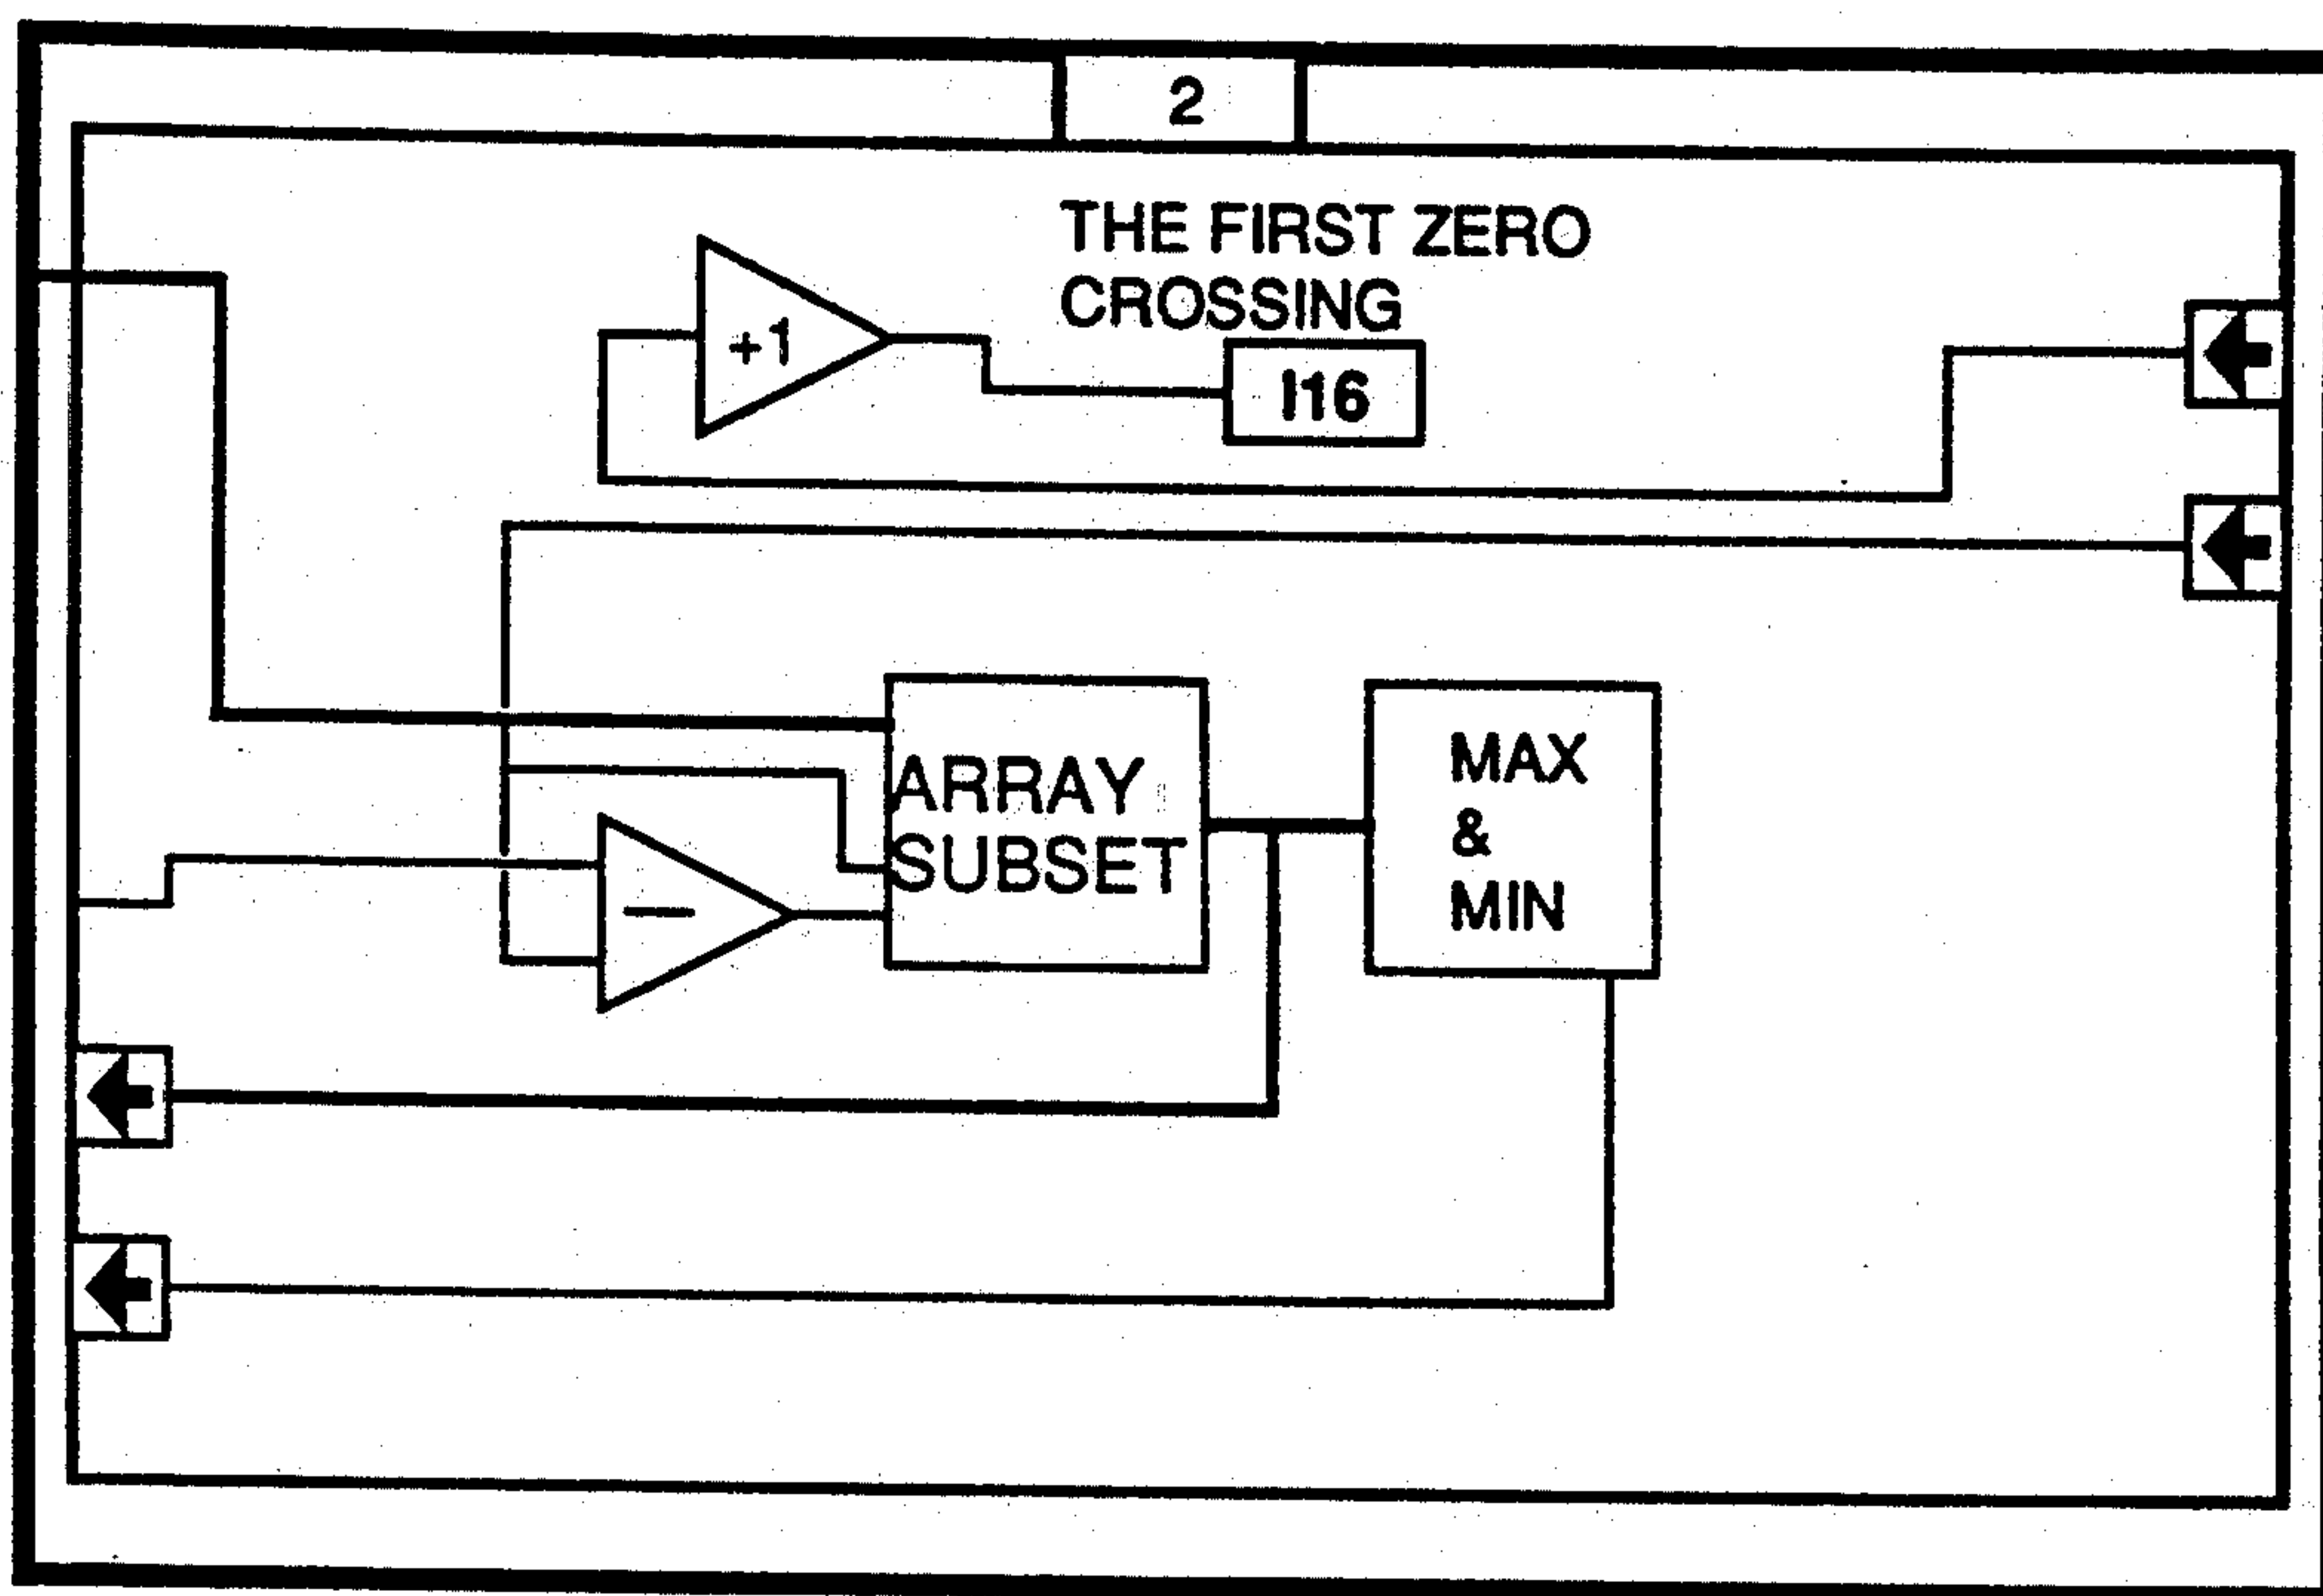 2
THE FIRST ZERO
CROSSING
+1
I16
ARRAY
SUBSET
MAX
&
MIN
—